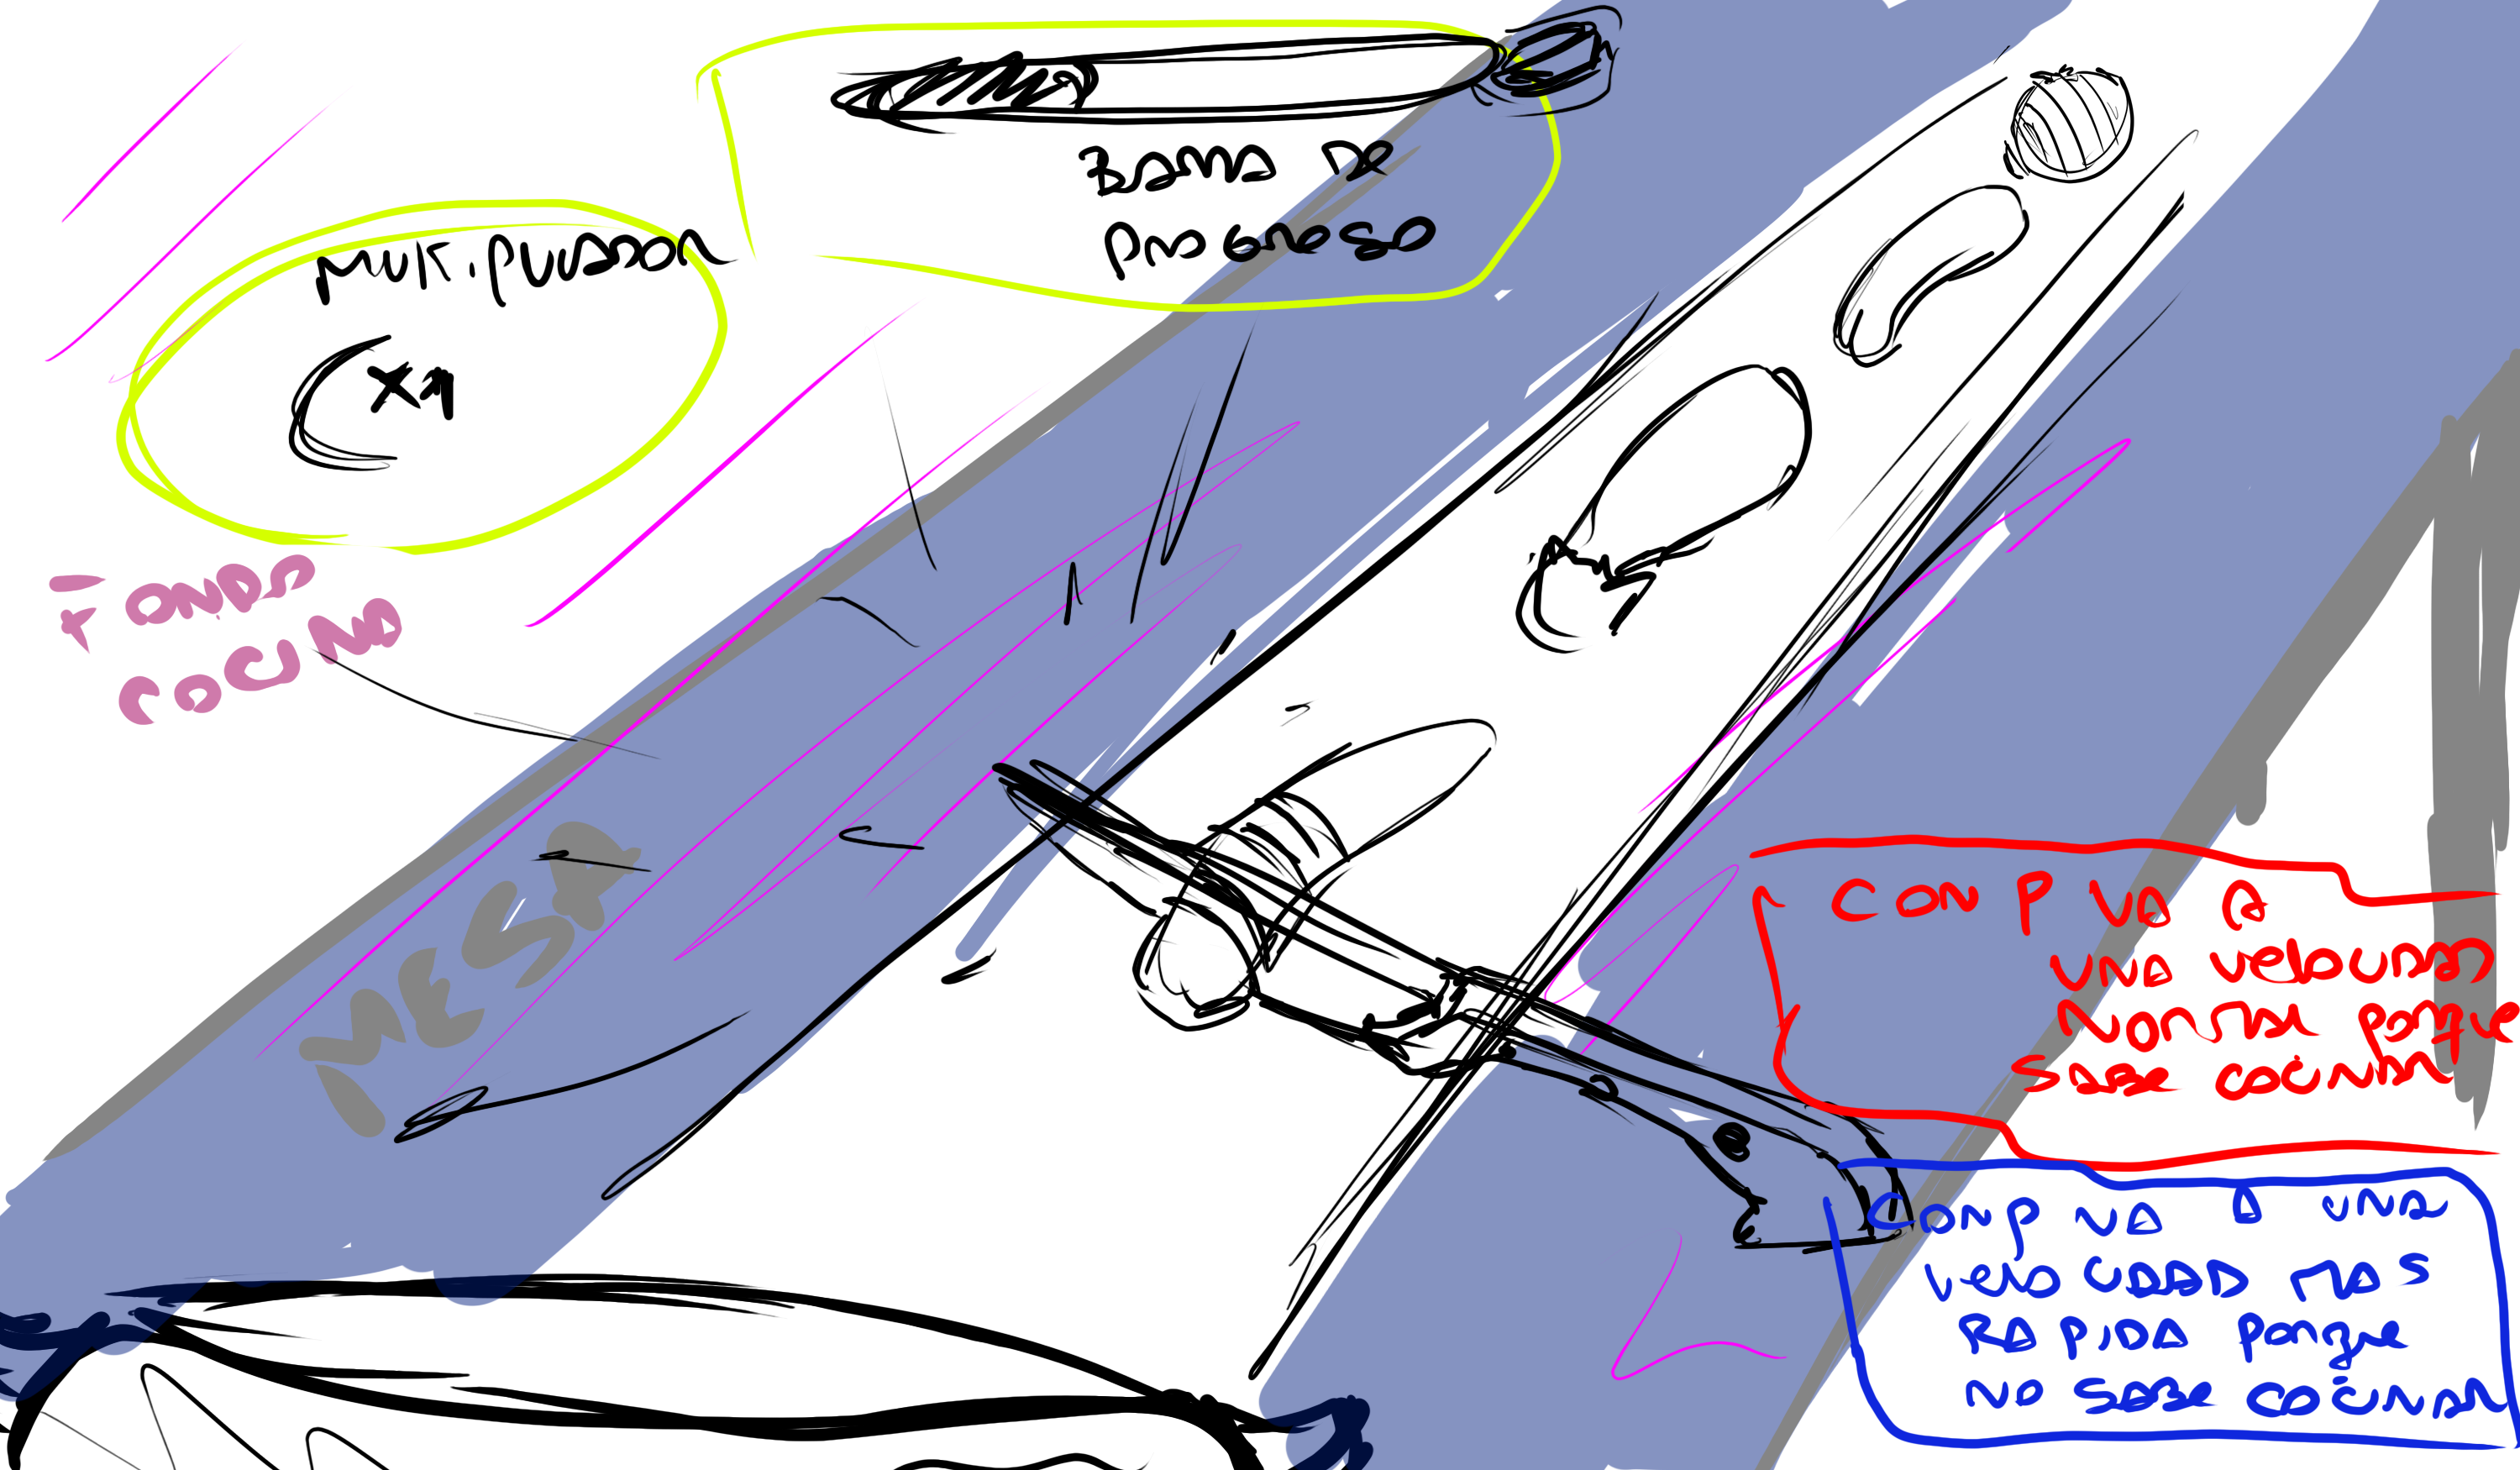 BARRA DE
PROGRESO
MULTIPLICADOR
X1
FONDO
COCINA
MESA
CON P VA A
UNA VELOCIDAD
NORMAL PORQUE
SABE COCINAR
CON P VA A UNA
VELOCIDAD MAS
RAPIDA PORQUE
NO SABE COCINAR